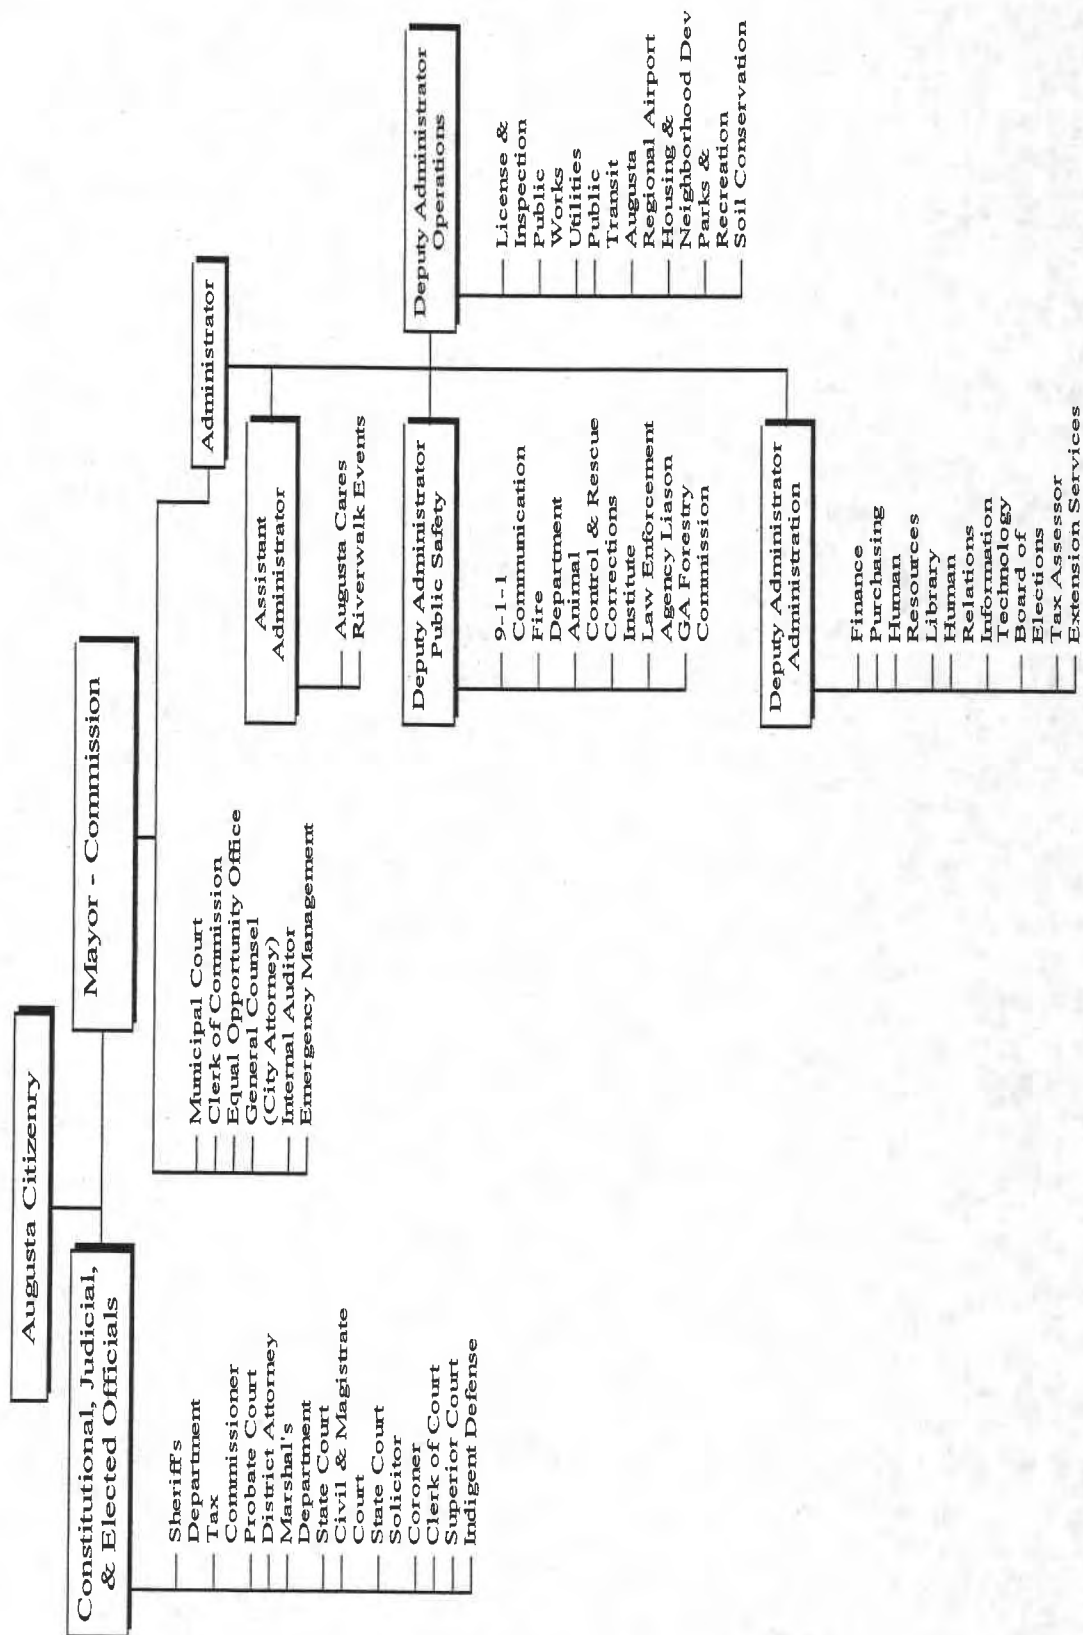 Augusta Citizenry
Constitutional, Judicial,
& Elected Officials
Sheriff's
Department
Tax
Commissioner
Probate Court
District Attorney
Marshal's
Department
State Court
Civil & Magistrate
Court
State Court
Solicitor
Coroner
Clerk of Court
Superior Court
Indigent Defense
Mayor - Commission
Municipal Court
Clerk of Commission
Equal Opportunity Office
General Counsel
(City Attorney)
Internal Auditor
Emergency Management
Administrator
Assistant
Administrator
Augusta Cares
Riverwalk Events
Deputy Administrator
Public Safety
9-1-1
Communication
Fire
Department
Animal
Control & Rescue
Corrections
Institute
Law Enforcement
Agency Liason
GA Forestry
Commission
Deputy Administrator
Operations
License &
Inspection
Public
Works
Utilities
Public
Transit
Augusta
Regional Airport
Housing &
Neighborhood Dev
Parks &
Recreation
Soil Conservation
Deputy Administrator
Administration
Finance
Purchasing
Human
Resources
Library
Human
Relations
Information
Technology
Board of
Elections
Tax Assessor
Extension Services